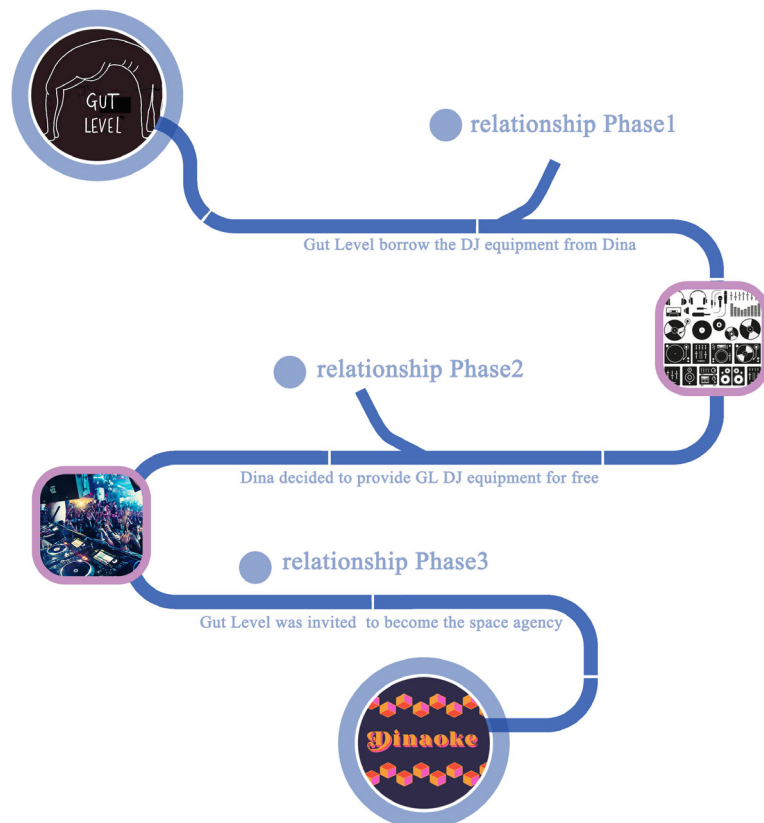 GUT
LEVEL
relationship Phase1
Gut Level borrow the DJ equipment from Dina
relationship Phase2
Dina decided to provide GL DJ equipment for free
relationship Phase3
Gut Level was invited to become the space agency
Dinaoke